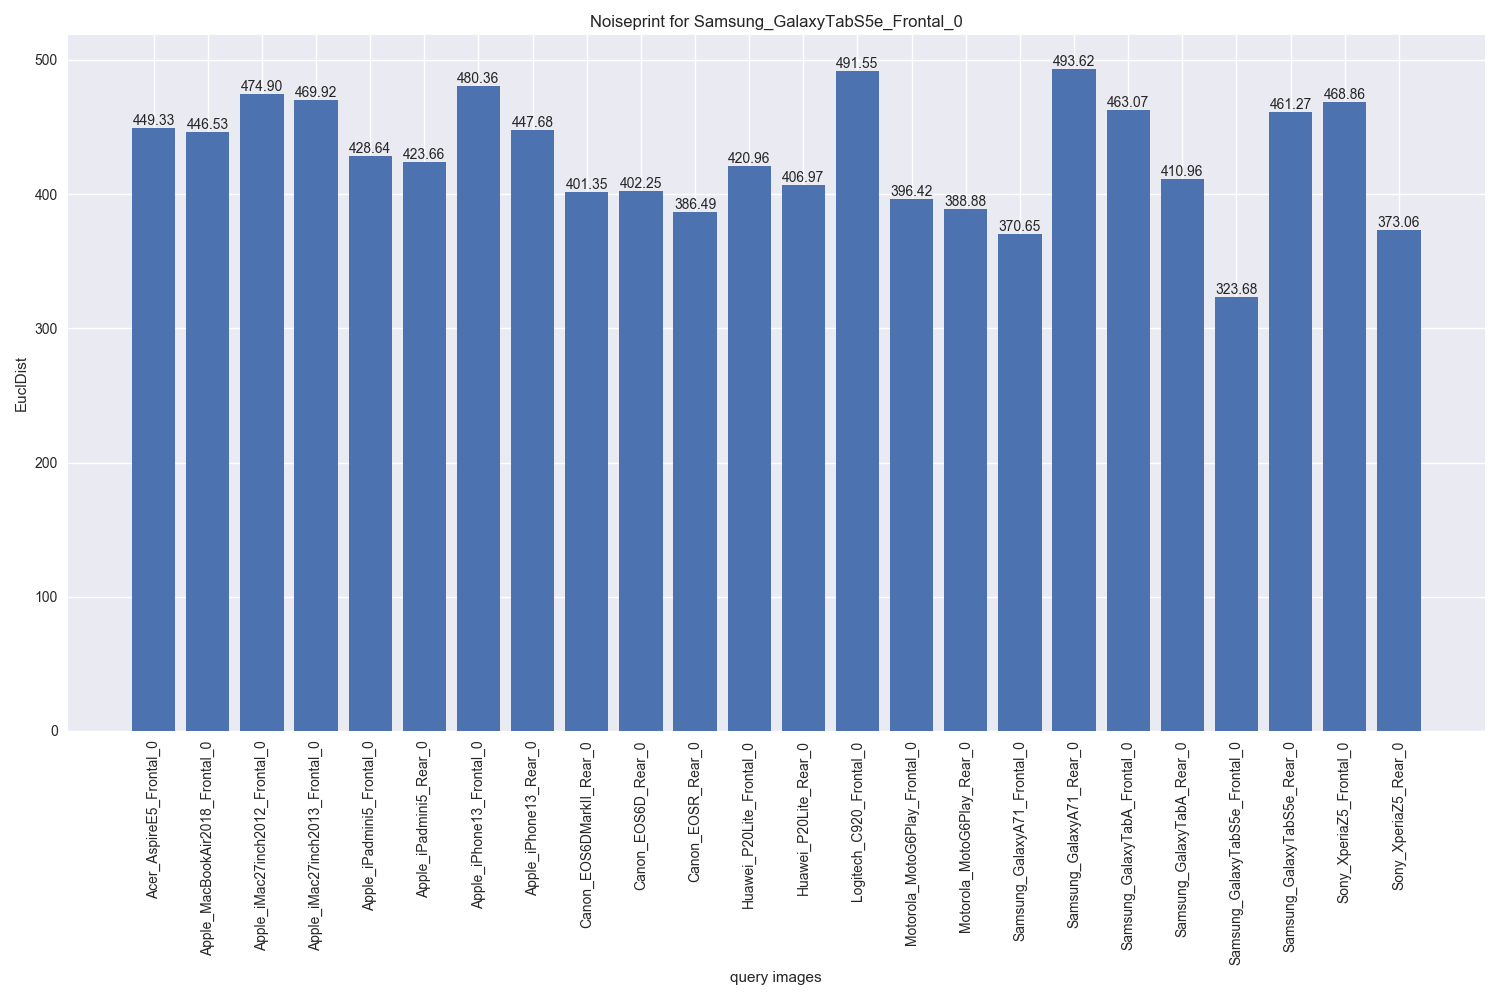 Noiseprint for Samsung_GalaxyTabS5e_Frontal_0
EuclDist
500
400
300
200
100
0
449.33
446.53
474.90
469.92
428.64
423.66
480.36
447.68
401.35
402.25
386.49
420.96
406.97
491.55
396.42
388.88
370.65
493.62
463.07
410.96
323.68
461.27
468.86
373.06
Acer_AspireE5_Frontal_0
Apple_MacBookAir2018_Frontal_0
Apple_iMac27inch2012_Frontal_0
Apple_iMac27inch2013_Frontal_0
Apple_iPadmini5_Frontal_0
Apple_iPadmini5_Rear_0
Apple_iPhone13_Frontal_0
Apple_iPhone13_Rear_0
Canon_EOS6DMarkII_Rear_0
Canon_EOS6D_Rear_0
Canon_EOSR_Rear_0
Huawei_P20Lite_Frontal_0
Huawei_P20Lite_Rear_0
Logitech_C920_Frontal_0
Motorola_MotoG6Play_Frontal_0
Motorola_MotoG6Play_Rear_0
Samsung_GalaxyA71_Frontal_0
Samsung_GalaxyA71_Rear_0
Samsung_GalaxyTabA_Frontal_0
Samsung_GalaxyTabA_Rear_0
Samsung_GalaxyTabS5e_Frontal_0
Samsung_GalaxyTabS5e_Rear_0
Sony_XperiaZ5_Frontal_0
Sony_XperiaZ5_Rear_0
query images